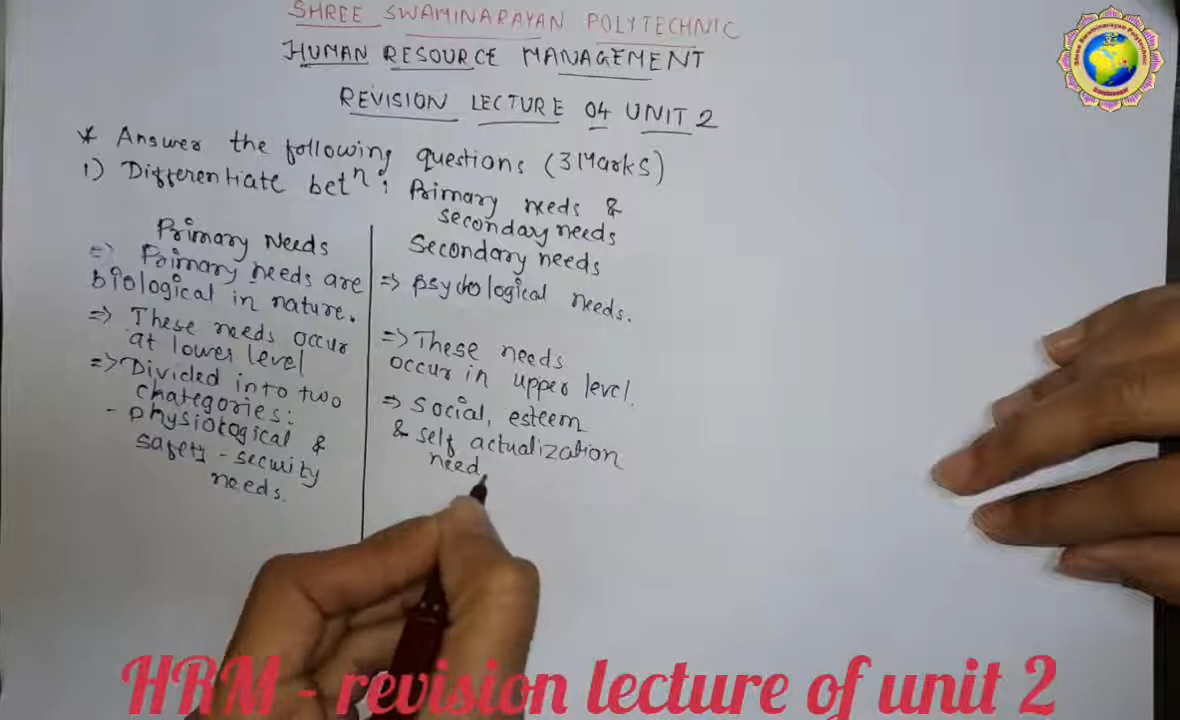 SHREE SWAMINARAYAN POLYTECHNIC
HUMAN RESOURCE MANAGEMENT
REVISION LECTURE 04 UNIT 2
* Answer the following questions (3 Marks)
1) Differentiate betn: Primary needs &
secondary needs
Primary Needs
=> Primary needs are
biological in nature.
=> These needs occur
at lower level
=> Divided into two
chategories:
- physiological &
safety - security
needs.
Secondary needs
=> psychological needs.
=> These needs
occur in upper level.
=> Social, esteem
& self actualization
need
HRM - revision lecture of unit 2
Shree Swaminarayan Polytechnic